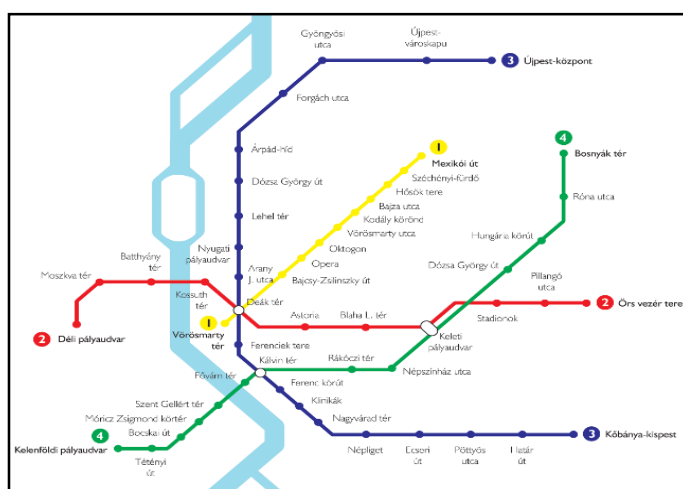 Gyöngyösi
utca
Újpest-
városkapu
3 Újpest-központ
Forgách utca
4
Bosnyák tér
Árpád-híd
1
Mexikói út
Széchényi-fürdő
Dózsa György út
Hősök tere
Róna utca
Bajza utca
Lehel tér
Kodály körönd
Vörösmarty utca
Hungária körút
Nyugati
pályaudvar
Oktogon
Batthyány
tér
Opera
Dózsa György út
Moszkva tér
Arany
J. utca
Bajcsy-Zsilinszky út
Pillangó
utca
Kossuth
tér
Deák tér
2 Örs vezér tere
Astoria
Blaha L. tér
Stadionok
1
Vörösmarty
tér
2
Déli pályaudvar
Keleti
pályaudvar
Ferenciek tere
Kálvin tér
Rákóczi tér
Népszínház utca
Fővám tér
Ferenc körút
Klinikák
Szent Gellért tér
Móricz Zsigmond körtér
Nagyvárad tér
Bocskai út
4
Kelenföldi pályaudvar
3 Kőbánya-kispest
Tétényi
út
Népliget
Ecseri
út
Pöttyös
utca
Határ
út